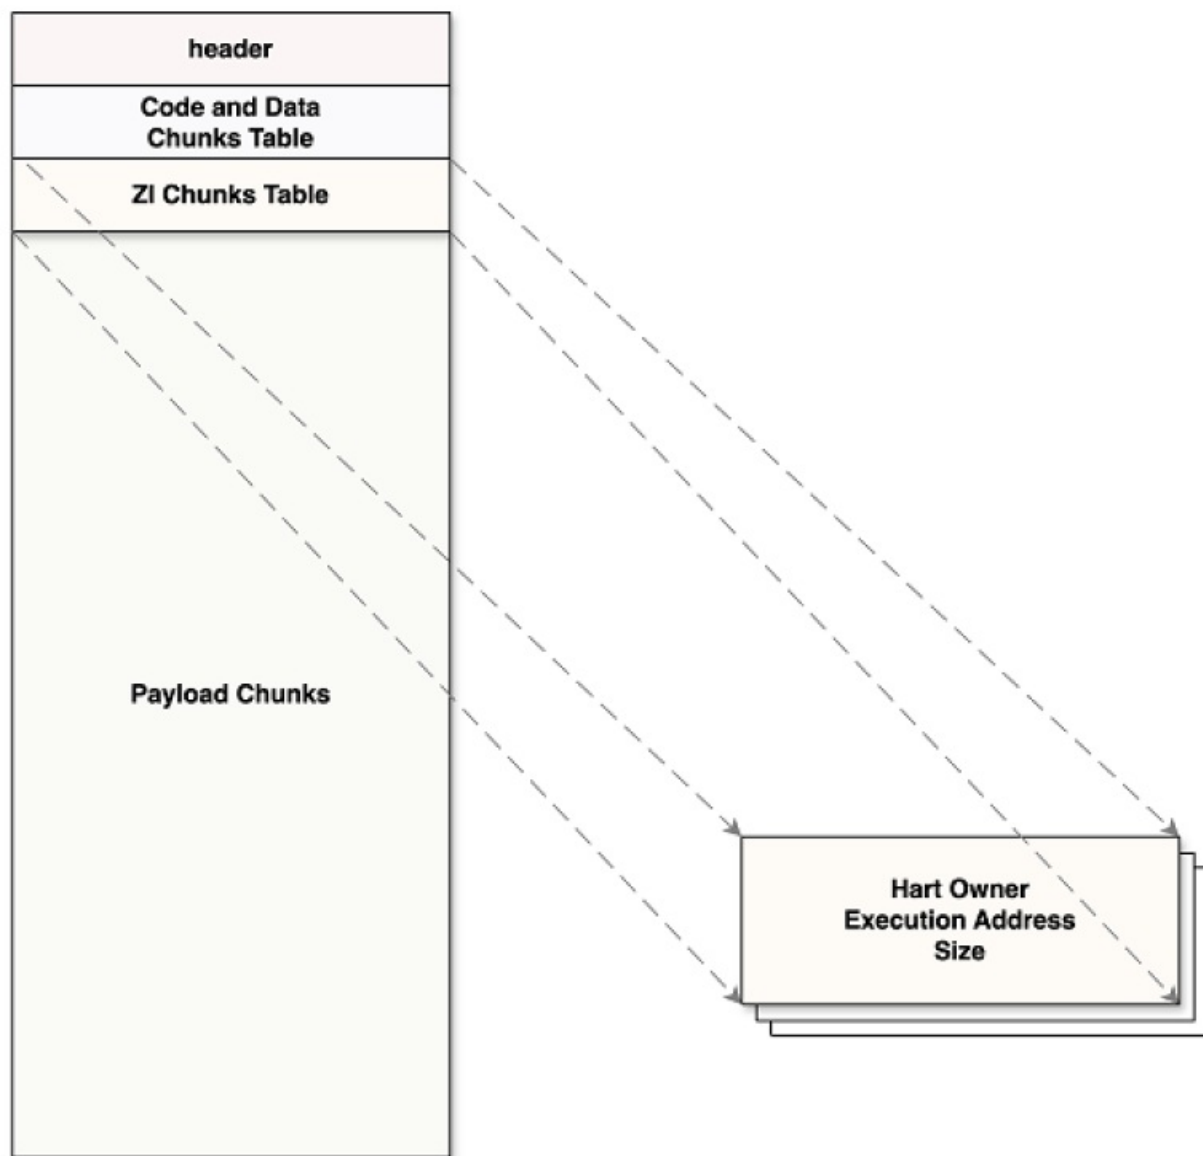 header
Code and Data
Chunks Table
ZI Chunks Table
Payload Chunks
Hart Owner
Execution Address
Size